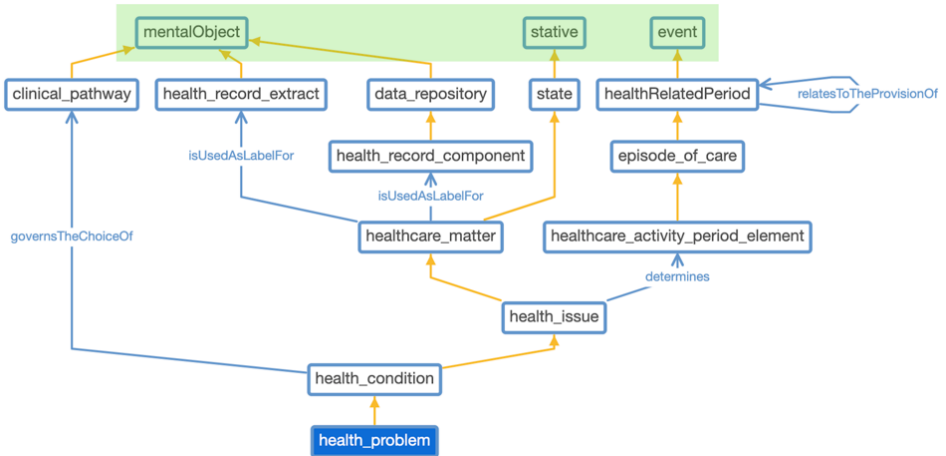 mentalObject
stative
event
clinical_pathway
health_record_extract
data_repository
state
healthRelatedPeriod
relatesToTheProvisionOf
isUsedAsLabelFor
health_record_component
episode_of_care
isUsedAsLabelFor
governsTheChoiceOf
healthcare_matter
healthcare_activity_period_element
determines
health_issue
health_condition
health_problem